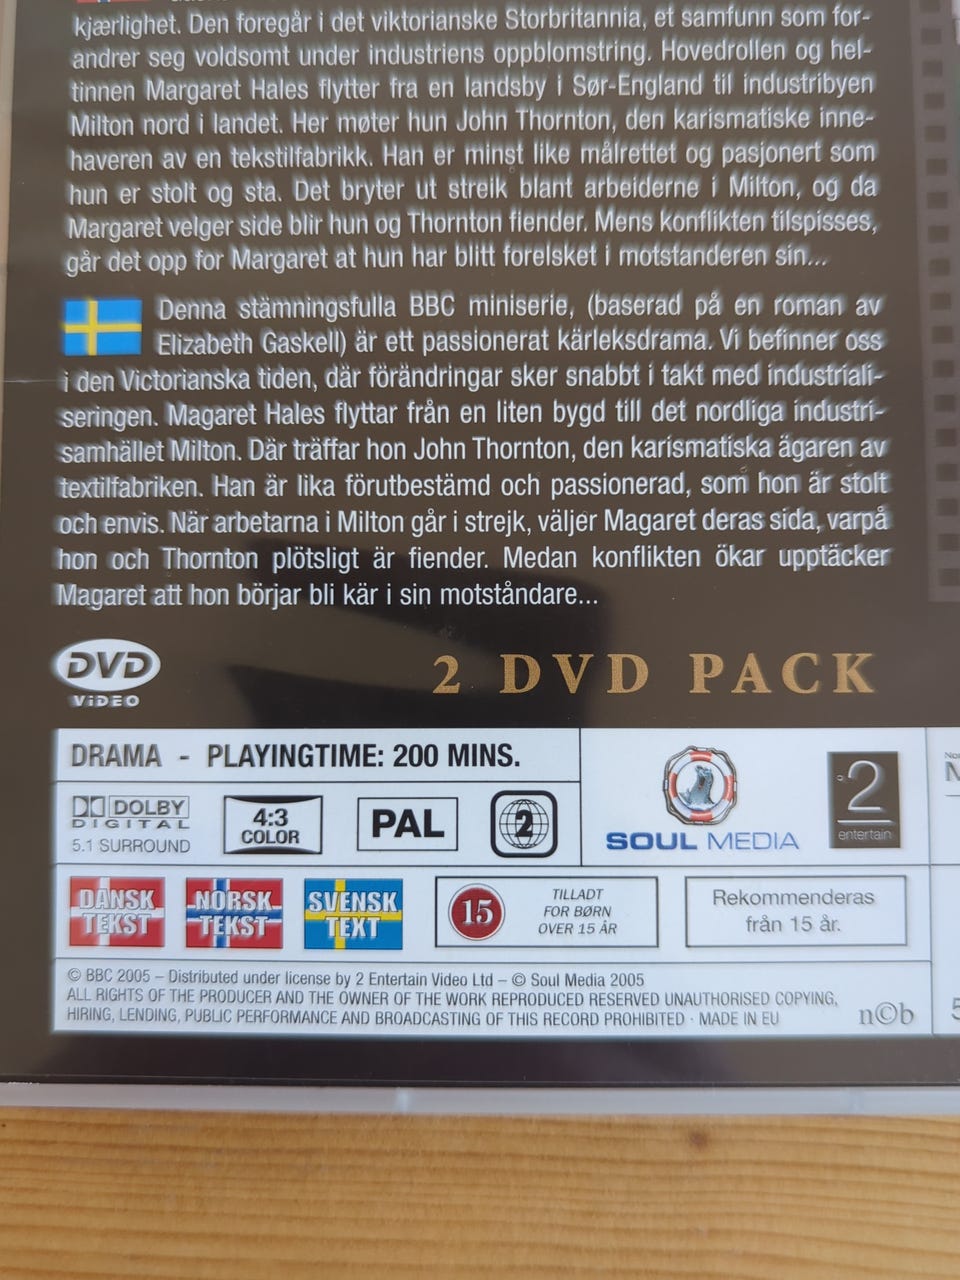 kjærlighet. Den foregår i det viktorianske Storbritannia, et samfunn som for-
andrer seg voldsomt under industriens oppblomstring. Hovedrollen og hel-
tinnen Margaret Hales flytter fra en landsby i Sør-England til industribyen
Milton nord i landet. Her møter hun John Thornton, den karismatiske inne-
haveren av en tekstilfabrikk. Han er minst like målrettet og pasjonert som
hun er stolt og sta. Det bryter ut streik blant arbeiderne i Milton, og da
Margaret velger side blir hun og Thornton fiender. Mens konflikten tilspisses,
går det opp for Margaret at hun har blitt forelsket i motstanderen sin...
Denna stämningsfulla BBC miniserie, (baserad på en roman av
Elizabeth Gaskell) är ett passionerat kärleksdrama. Vi befinner oss
i den Victorianska tiden, där förändringar sker snabbt i takt med industriali-
seringen. Magaret Hales flyttar från en liten bygd till det nordliga industri-
samhället Milton. Där träffar hon John Thornton, den karismatiska ägaren av
textilfabriken. Han är lika förutbestämd och passionerad, som hon är stolt
och envis. När arbetarna i Milton går i strejk, väljer Magaret deras sida, varpå
hon och Thornton plötsligt är fiender. Medan konflikten ökar upptäcker
Magaret att hon börjar bli kär i sin motståndare...
DVD
VIDEO
2 DVD PACK
DRAMA - PLAYINGTIME: 200 MINS.
DOLBY
DIGITAL
5.1 SURROUND
4:3
COLOR
PAL
2
SOUL MEDIA
2
entertain
DANSK
TEKST
NORSK
TEKST
SVENSK
TEXT
15
TILLADT
FOR BØRN
OVER 15 ÅR
Rekommenderas
från 15 år.
© BBC 2005 – Distributed under license by 2 Entertain Video Ltd – © Soul Media 2005
ALL RIGHTS OF THE PRODUCER AND THE OWNER OF THE WORK REPRODUCED RESERVED UNAUTHORISED COPYING,
HIRING, LENDING, PUBLIC PERFORMANCE AND BROADCASTING OF THIS RECORD PROHIBITED · MADE IN EU
n©b